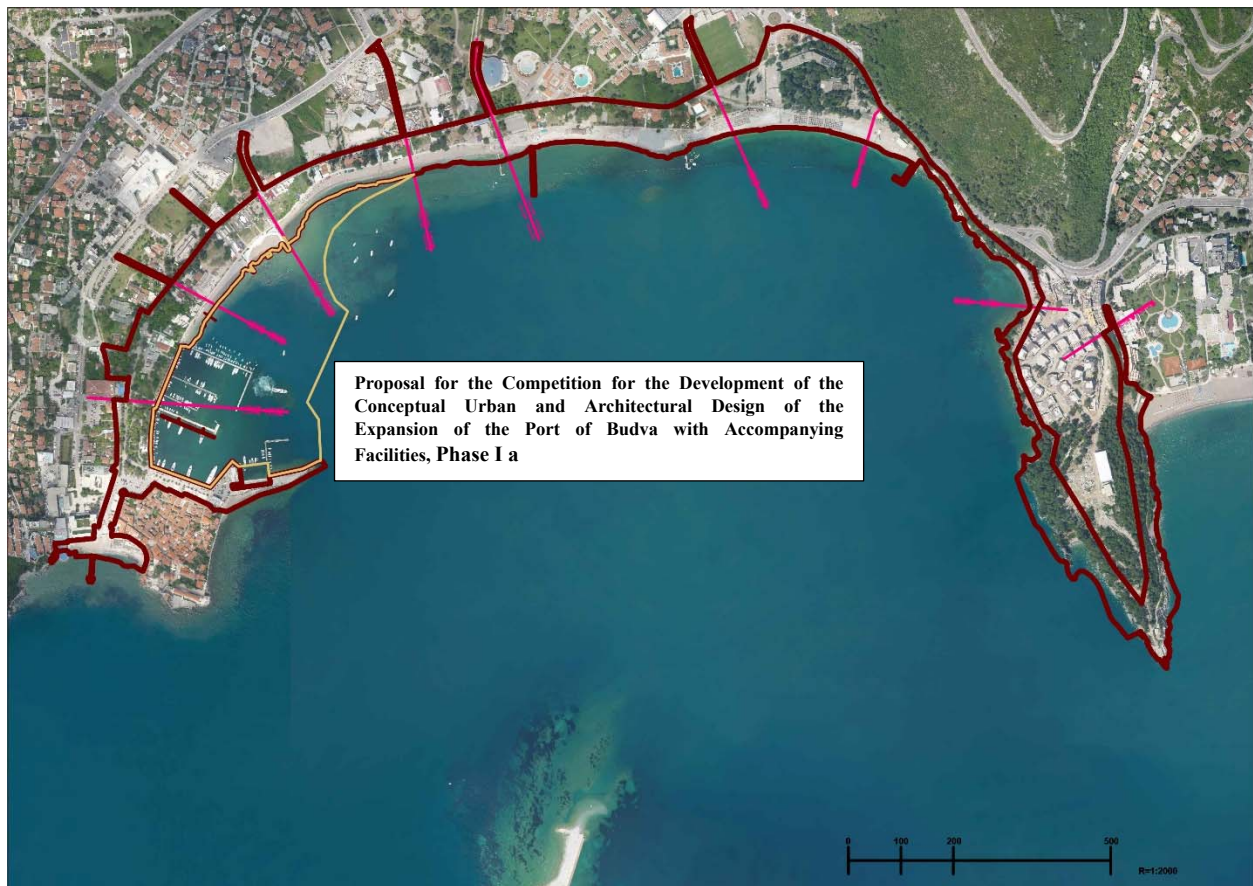 Proposal for the Competition for the Development of the
Conceptual Urban and Architectural Design of the
Expansion of the Port of Budva with Accompanying
Facilities, Phase I a
0 100 200 500
R=1:2000